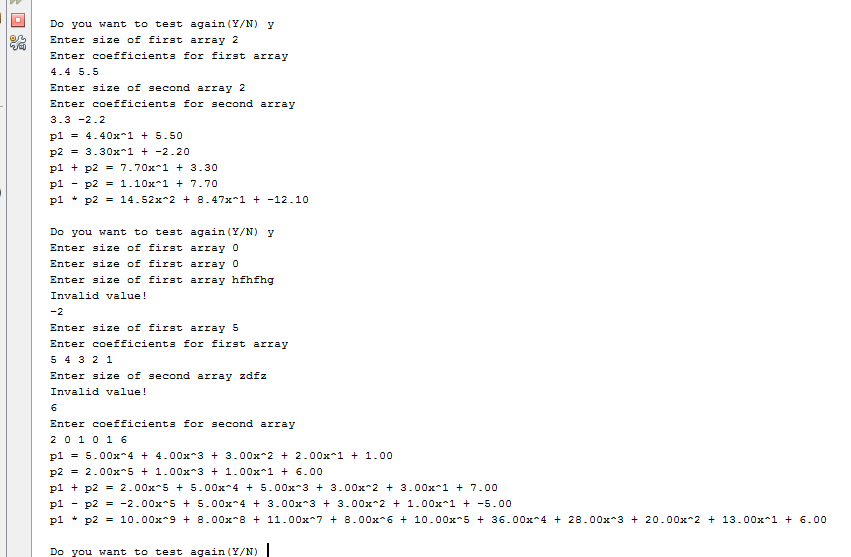 Do you want to test again(Y/N) y
Enter size of first array 2
Enter coefficients for first array
4.4 5.5
Enter size of second array 2
Enter coefficients for second array
3.3 -2.2
p1 = 4.40x^1 + 5.50
p2 = 3.30x^1 + -2.20
p1 + p2 = 7.70x^1 + 3.30
p1 - p2 = 1.10x^1 + 7.70
p1 * p2 = 14.52x^2 + 8.47x^1 + -12.10
Do you want to test again(Y/N) y
Enter size of first array 0
Enter size of first array 0
Enter size of first array hfhfhg
Invalid value!
-2
Enter size of first array 5
Enter coefficients for first array
5 4 3 2 1
Enter size of second array zdfz
Invalid value!
6
Enter coefficients for second array
2 0 1 0 1 6
p1 = 5.00x^4 + 4.00x^3 + 3.00x^2 + 2.00x^1 + 1.00
p2 = 2.00x^5 + 1.00x^3 + 1.00x^1 + 6.00
p1 + p2 = 2.00x^5 + 5.00x^4 + 5.00x^3 + 3.00x^2 + 3.00x^1 + 7.00
p1 - p2 = -2.00x^5 + 5.00x^4 + 3.00x^3 + 3.00x^2 + 1.00x^1 + -5.00
p1 * p2 = 10.00x^9 + 8.00x^8 + 11.00x^7 + 8.00x^6 + 10.00x^5 + 36.00x^4 + 28.00x^3 + 20.00x^2 + 13.00x^1 + 6.00
Do you want to test again(Y/N)